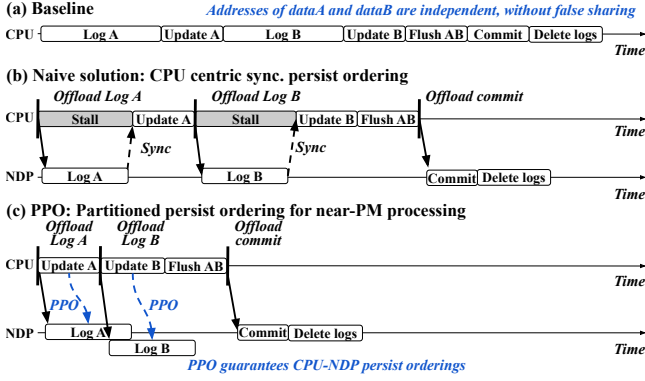 (a) Baseline
Addresses of dataA and dataB are independent, without false sharing
CPU Log A Update A Log B Update B Flush AB Commit Delete logs
Time
(b) Naive solution: CPU centric sync. persist ordering
Offload Log A Offload Log B Offload commit
CPU Stall Update A Stall Update B Flush AB
Time
Sync Sync
NDP Log A Log B Commit Delete logs
Time
(c) PPO: Partitioned persist ordering for near-PM processing
Offload Offload Offload
Log A Log B commit
CPU Update A Update B Flush AB
Time
PPO PPO
NDP Log A Commit Delete logs
Log B
Time
PPO guarantees CPU-NDP persist orderings